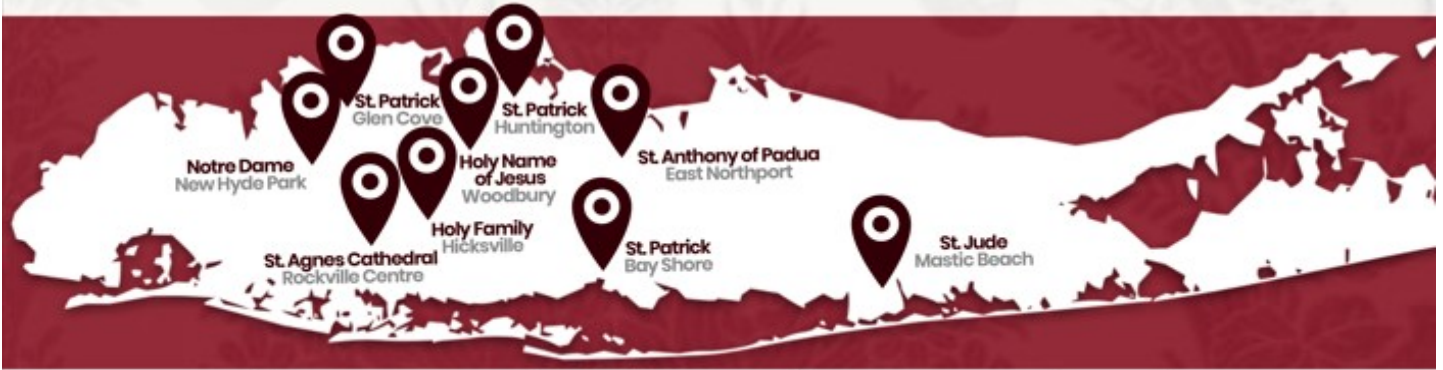 St. Patrick
Glen Cove
St. Patrick
Huntington
Notre Dame
New Hyde Park
Holy Name
of Jesus
Woodbury
St. Anthony of Padua
East Northport
Holy Family
Hicksville
St. Agnes Cathedral
Rockville Centre
St. Patrick
Bay Shore
St. Jude
Mastic Beach